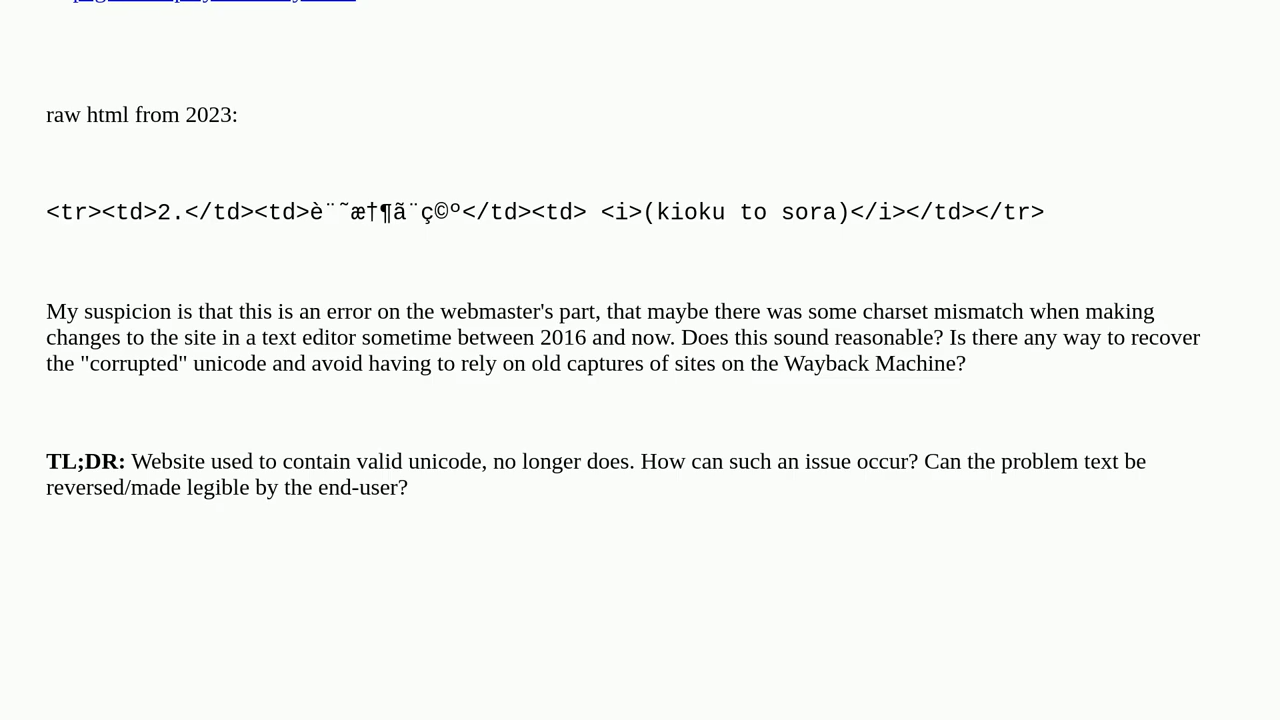 raw html from 2023:
<tr><td>2.</td><td>è¨˜æ†¶ã¨ç©º</td><td> <i>(kioku to sora)</i></td></tr>
My suspicion is that this is an error on the webmaster's part, that maybe there was some charset mismatch when making
changes to the site in a text editor sometime between 2016 and now. Does this sound reasonable? Is there any way to recover
the "corrupted" unicode and avoid having to rely on old captures of sites on the Wayback Machine?
TL;DR: Website used to contain valid unicode, no longer does. How can such an issue occur? Can the problem text be
reversed/made legible by the end-user?